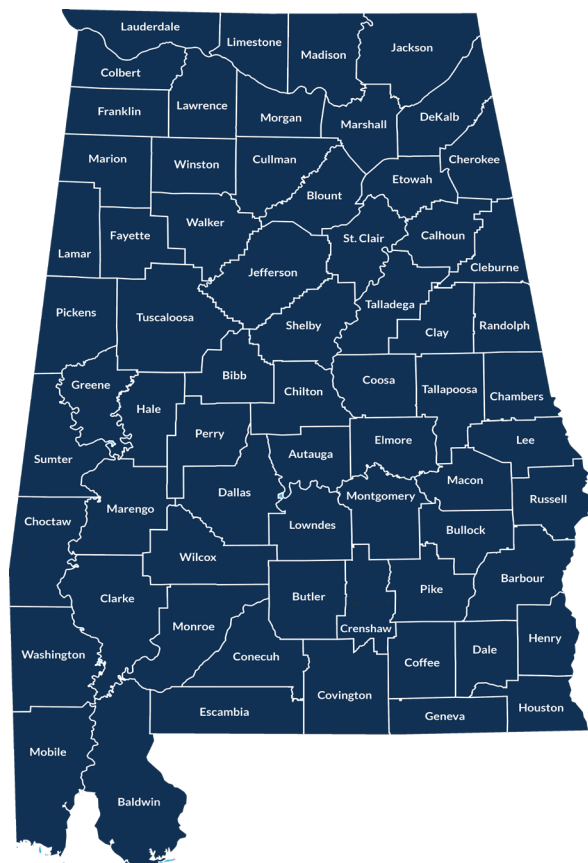 Lauderdale
Limestone
Madison
Jackson
Colbert
Lawrence
Franklin
Morgan
Marshall
DeKalb
Marion
Winston
Cullman
Cherokee
Etowah
Blount
Walker
Fayette
St. Clair
Calhoun
Lamar
Jefferson
Cleburne
Talladega
Pickens
Tuscaloosa
Shelby
Randolph
Clay
Bibb
Greene
Chilton
Coosa
Tallapoosa
Chambers
Hale
Perry
Elmore
Lee
Autauga
Sumter
Macon
Dallas
Montgomery
Russell
Marengo
Choctaw
Lowndes
Bullock
Wilcox
Barbour
Pike
Clarke
Butler
Monroe
Crenshaw
Henry
Washington
Conecuh
Coffee
Dale
Covington
Houston
Escambia
Geneva
Mobile
Baldwin